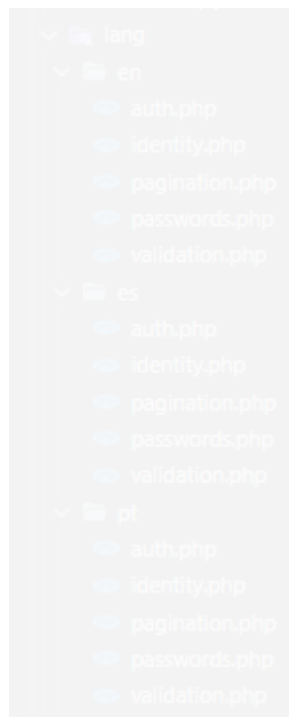 lang
en
auth.php
identity.php
pagination.php
passwords.php
validation.php
es
auth.php
identity.php
pagination.php
passwords.php
validation.php
pt
auth.php
identity.php
pagination.php
passwords.php
validation.php